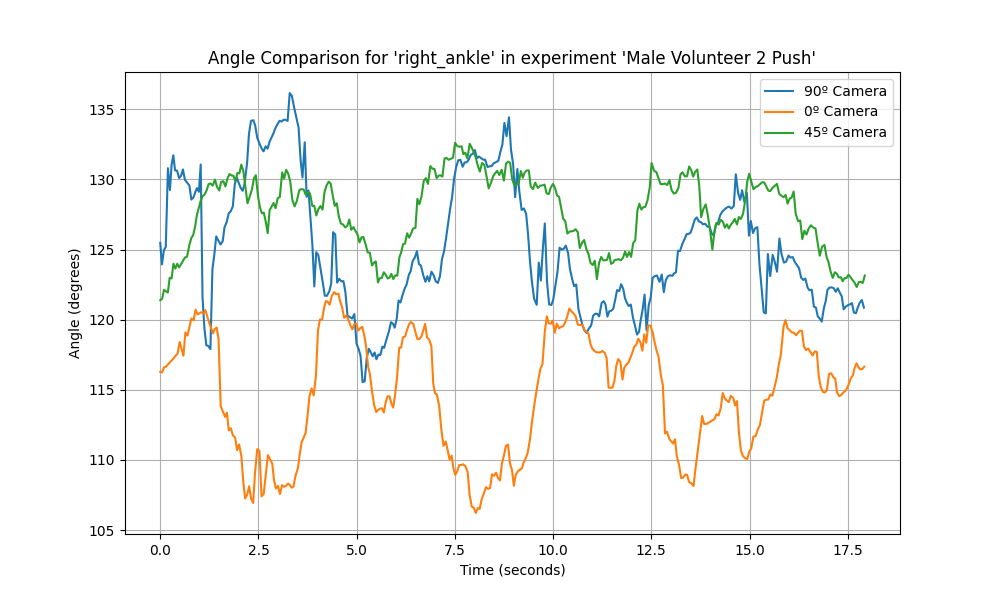 Angle Comparison for 'right_ankle' in experiment 'Male Volunteer 2 Push'
90º Camera
0º Camera
45º Camera
Angle (degrees)
135
130
125
120
115
110
105
0.0 2.5 5.0 7.5 10.0 12.5 15.0 17.5
Time (seconds)